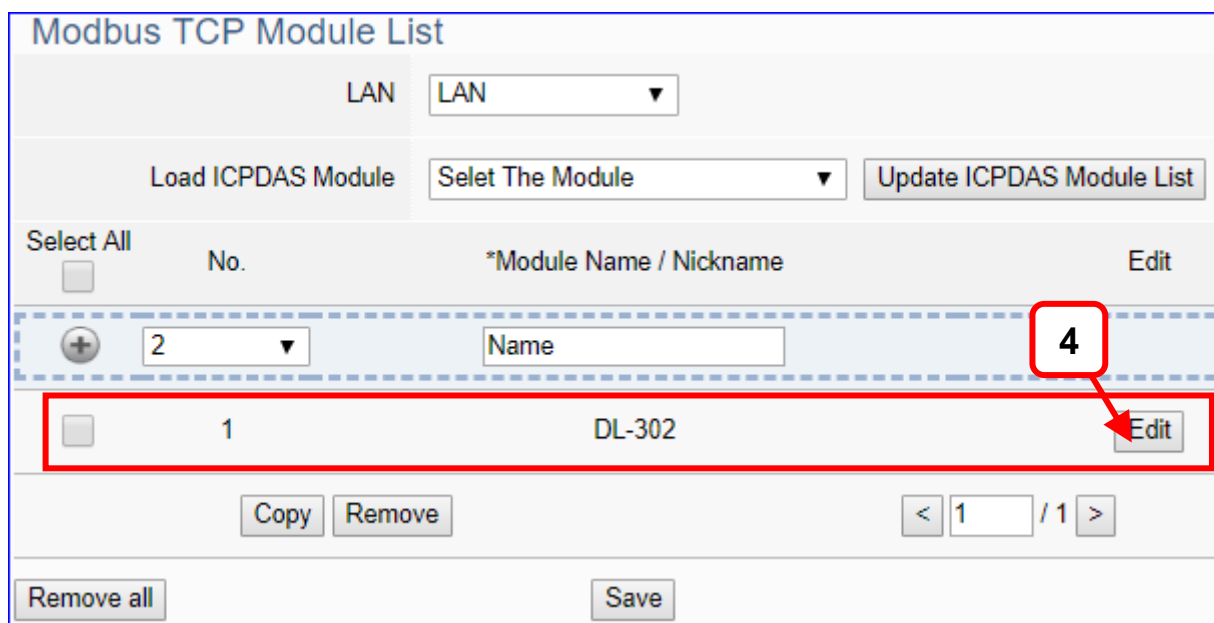 Modbus TCP Module List
LAN LAN ▼
Load ICPDAS Module Selet The Module ▼ Update ICPDAS Module List
Select All
No. *Module Name / Nickname Edit
2 ▼ Name 4
1 DL-302 Edit
Copy Remove < 1 / 1 >
Remove all Save